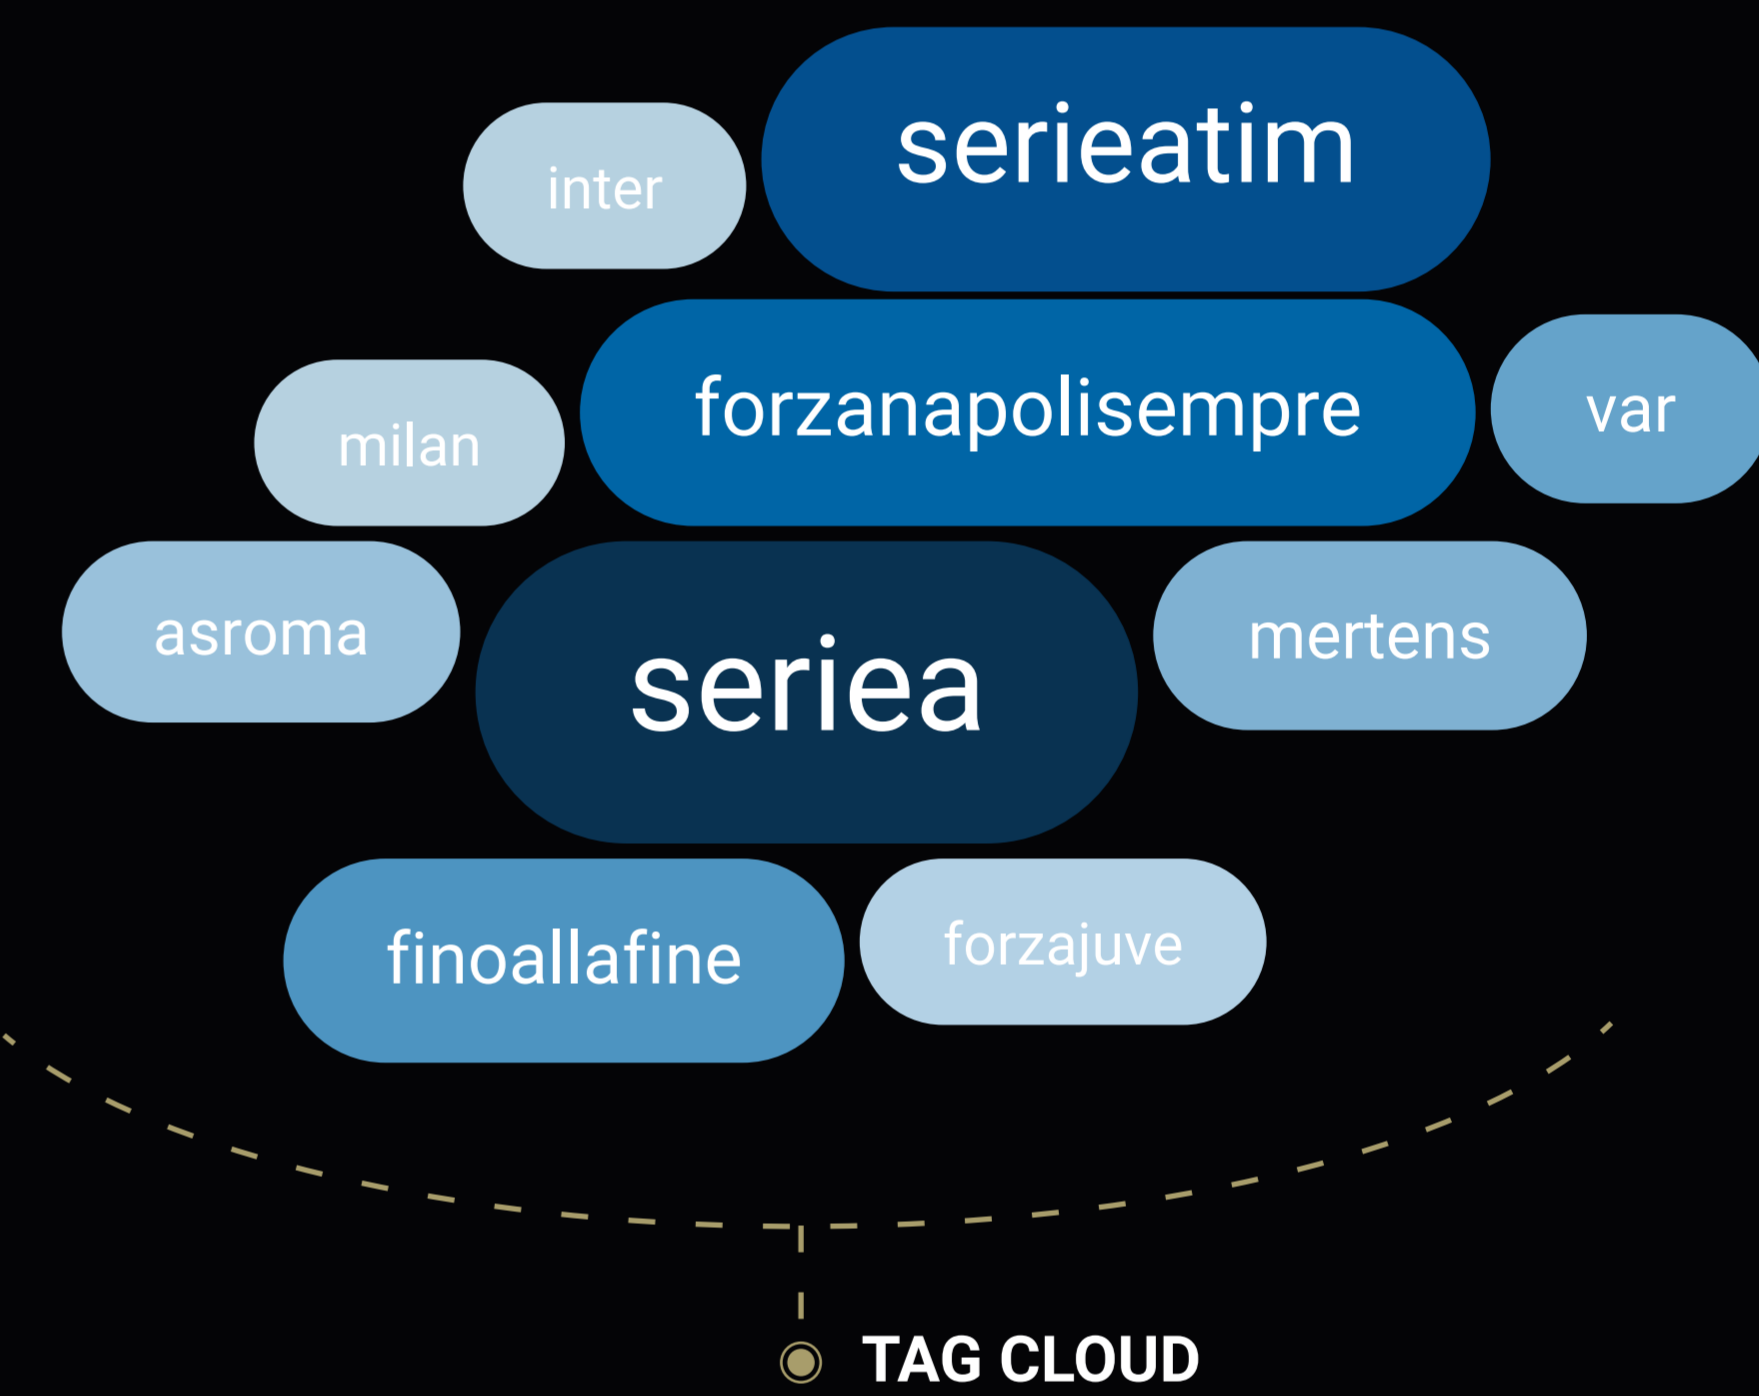 serieatim
inter
forzanapolisempre
var
milan
asroma
seriea
mertens
finoallafine
forzajuve
TAG CLOUD